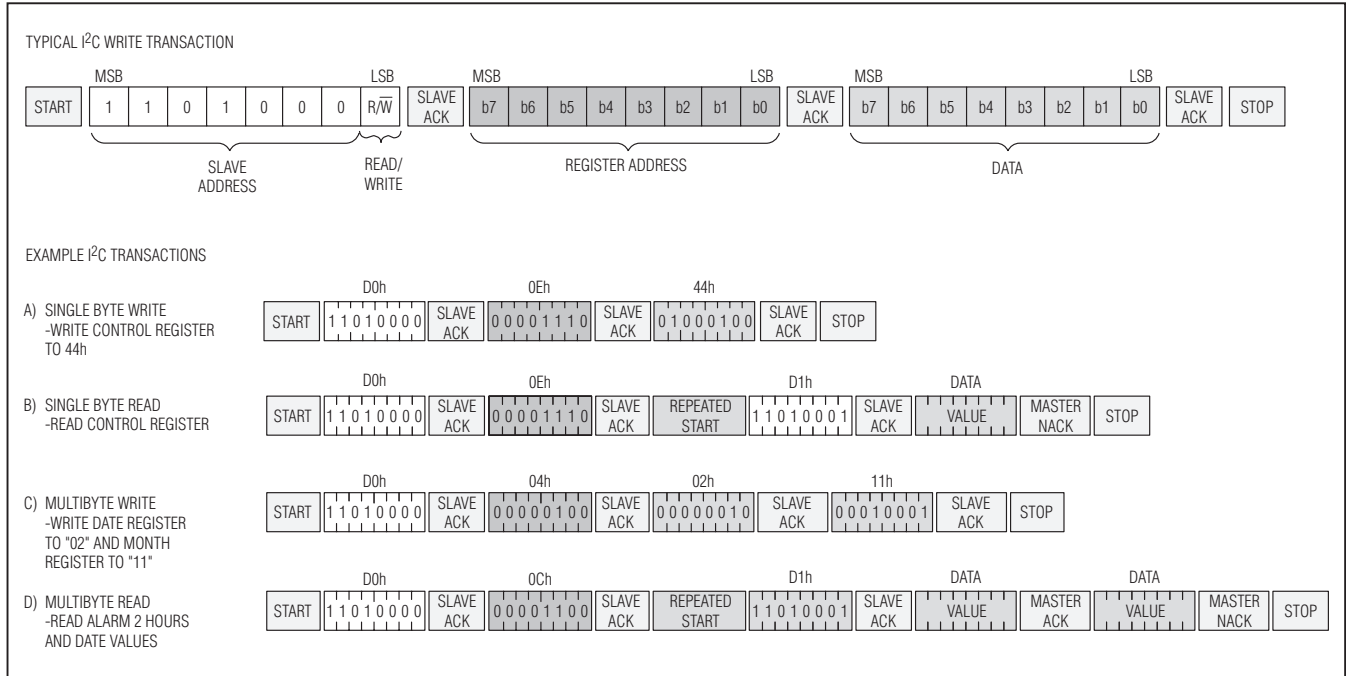 TYPICAL I2C WRITE TRANSACTION
MSB LSB MSB LSB MSB LSB
START 1 1 0 1 0 0 0 R/W̅ SLAVE ACK b7 b6 b5 b4 b3 b2 b1 b0 SLAVE ACK b7 b6 b5 b4 b3 b2 b1 b0 SLAVE ACK STOP
SLAVE ADDRESS READ/WRITE REGISTER ADDRESS DATA
EXAMPLE I2C TRANSACTIONS
D0h 0Eh 44h
A) SINGLE BYTE WRITE
-WRITE CONTROL REGISTER
TO 44h
START 11010000 SLAVE ACK 00001110 SLAVE ACK 01000100 SLAVE ACK STOP
D0h 0Eh D1h DATA
B) SINGLE BYTE READ
-READ CONTROL REGISTER
START 11010000 SLAVE ACK 00001110 SLAVE ACK REPEATED START 11010001 SLAVE ACK VALUE MASTER NACK STOP
D0h 04h 02h 11h
C) MULTIBYTE WRITE
-WRITE DATE REGISTER
TO "02" AND MONTH
REGISTER TO "11"
START 11010000 SLAVE ACK 00000100 SLAVE ACK 00000010 SLAVE ACK 00010001 SLAVE ACK STOP
D0h 0Ch D1h DATA DATA
D) MULTIBYTE READ
-READ ALARM 2 HOURS
AND DATE VALUES
START 11010000 SLAVE ACK 00001100 SLAVE ACK REPEATED START 11010001 SLAVE ACK VALUE MASTER ACK VALUE MASTER NACK STOP